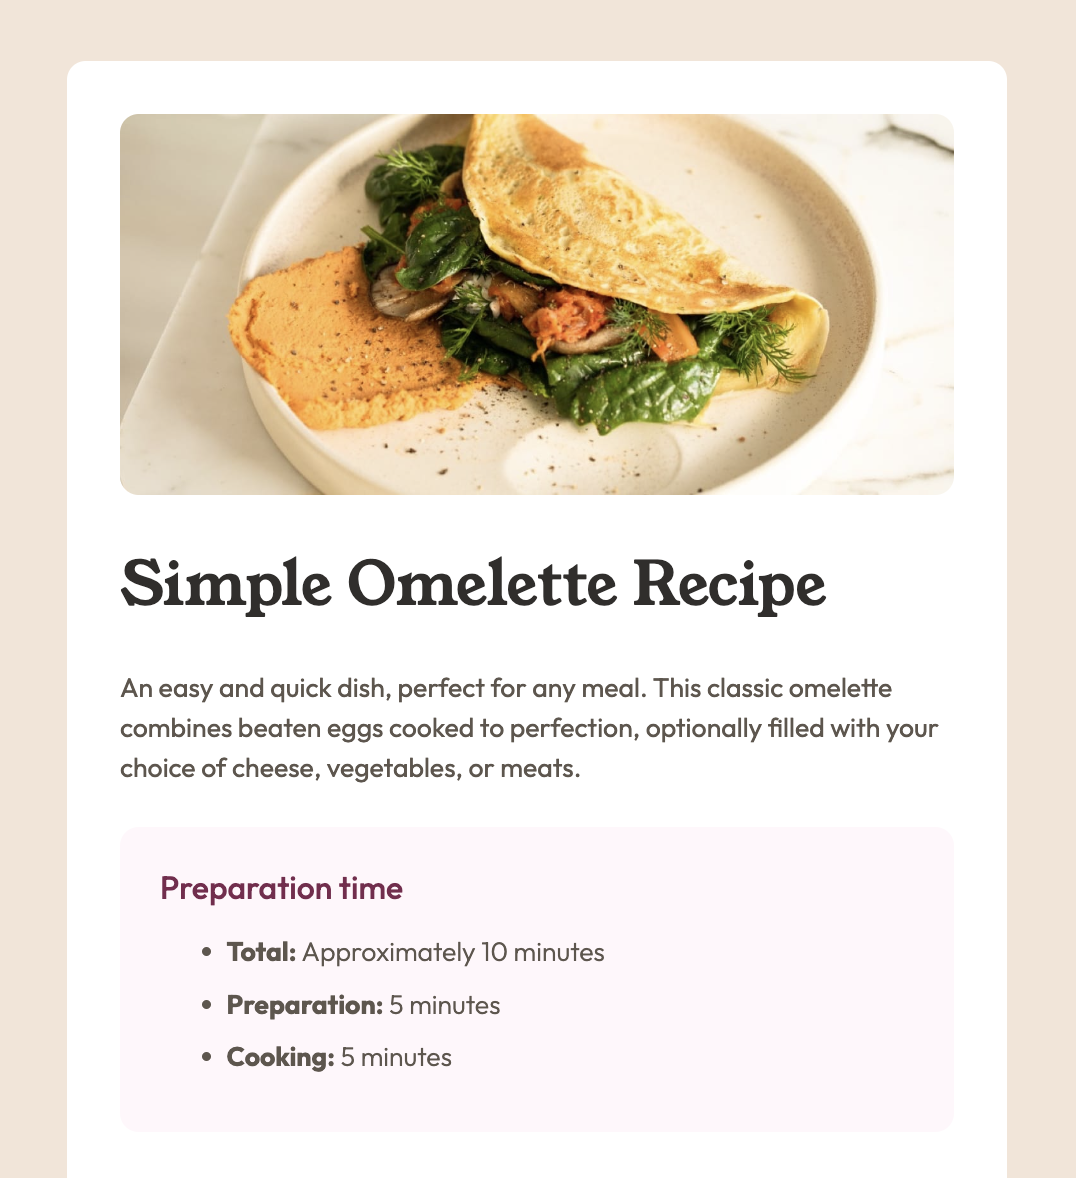 Simple Omelette Recipe
An easy and quick dish, perfect for any meal. This classic omelette
combines beaten eggs cooked to perfection, optionally filled with your
choice of cheese, vegetables, or meats.
Preparation time
• Total: Approximately 10 minutes
• Preparation: 5 minutes
• Cooking: 5 minutes